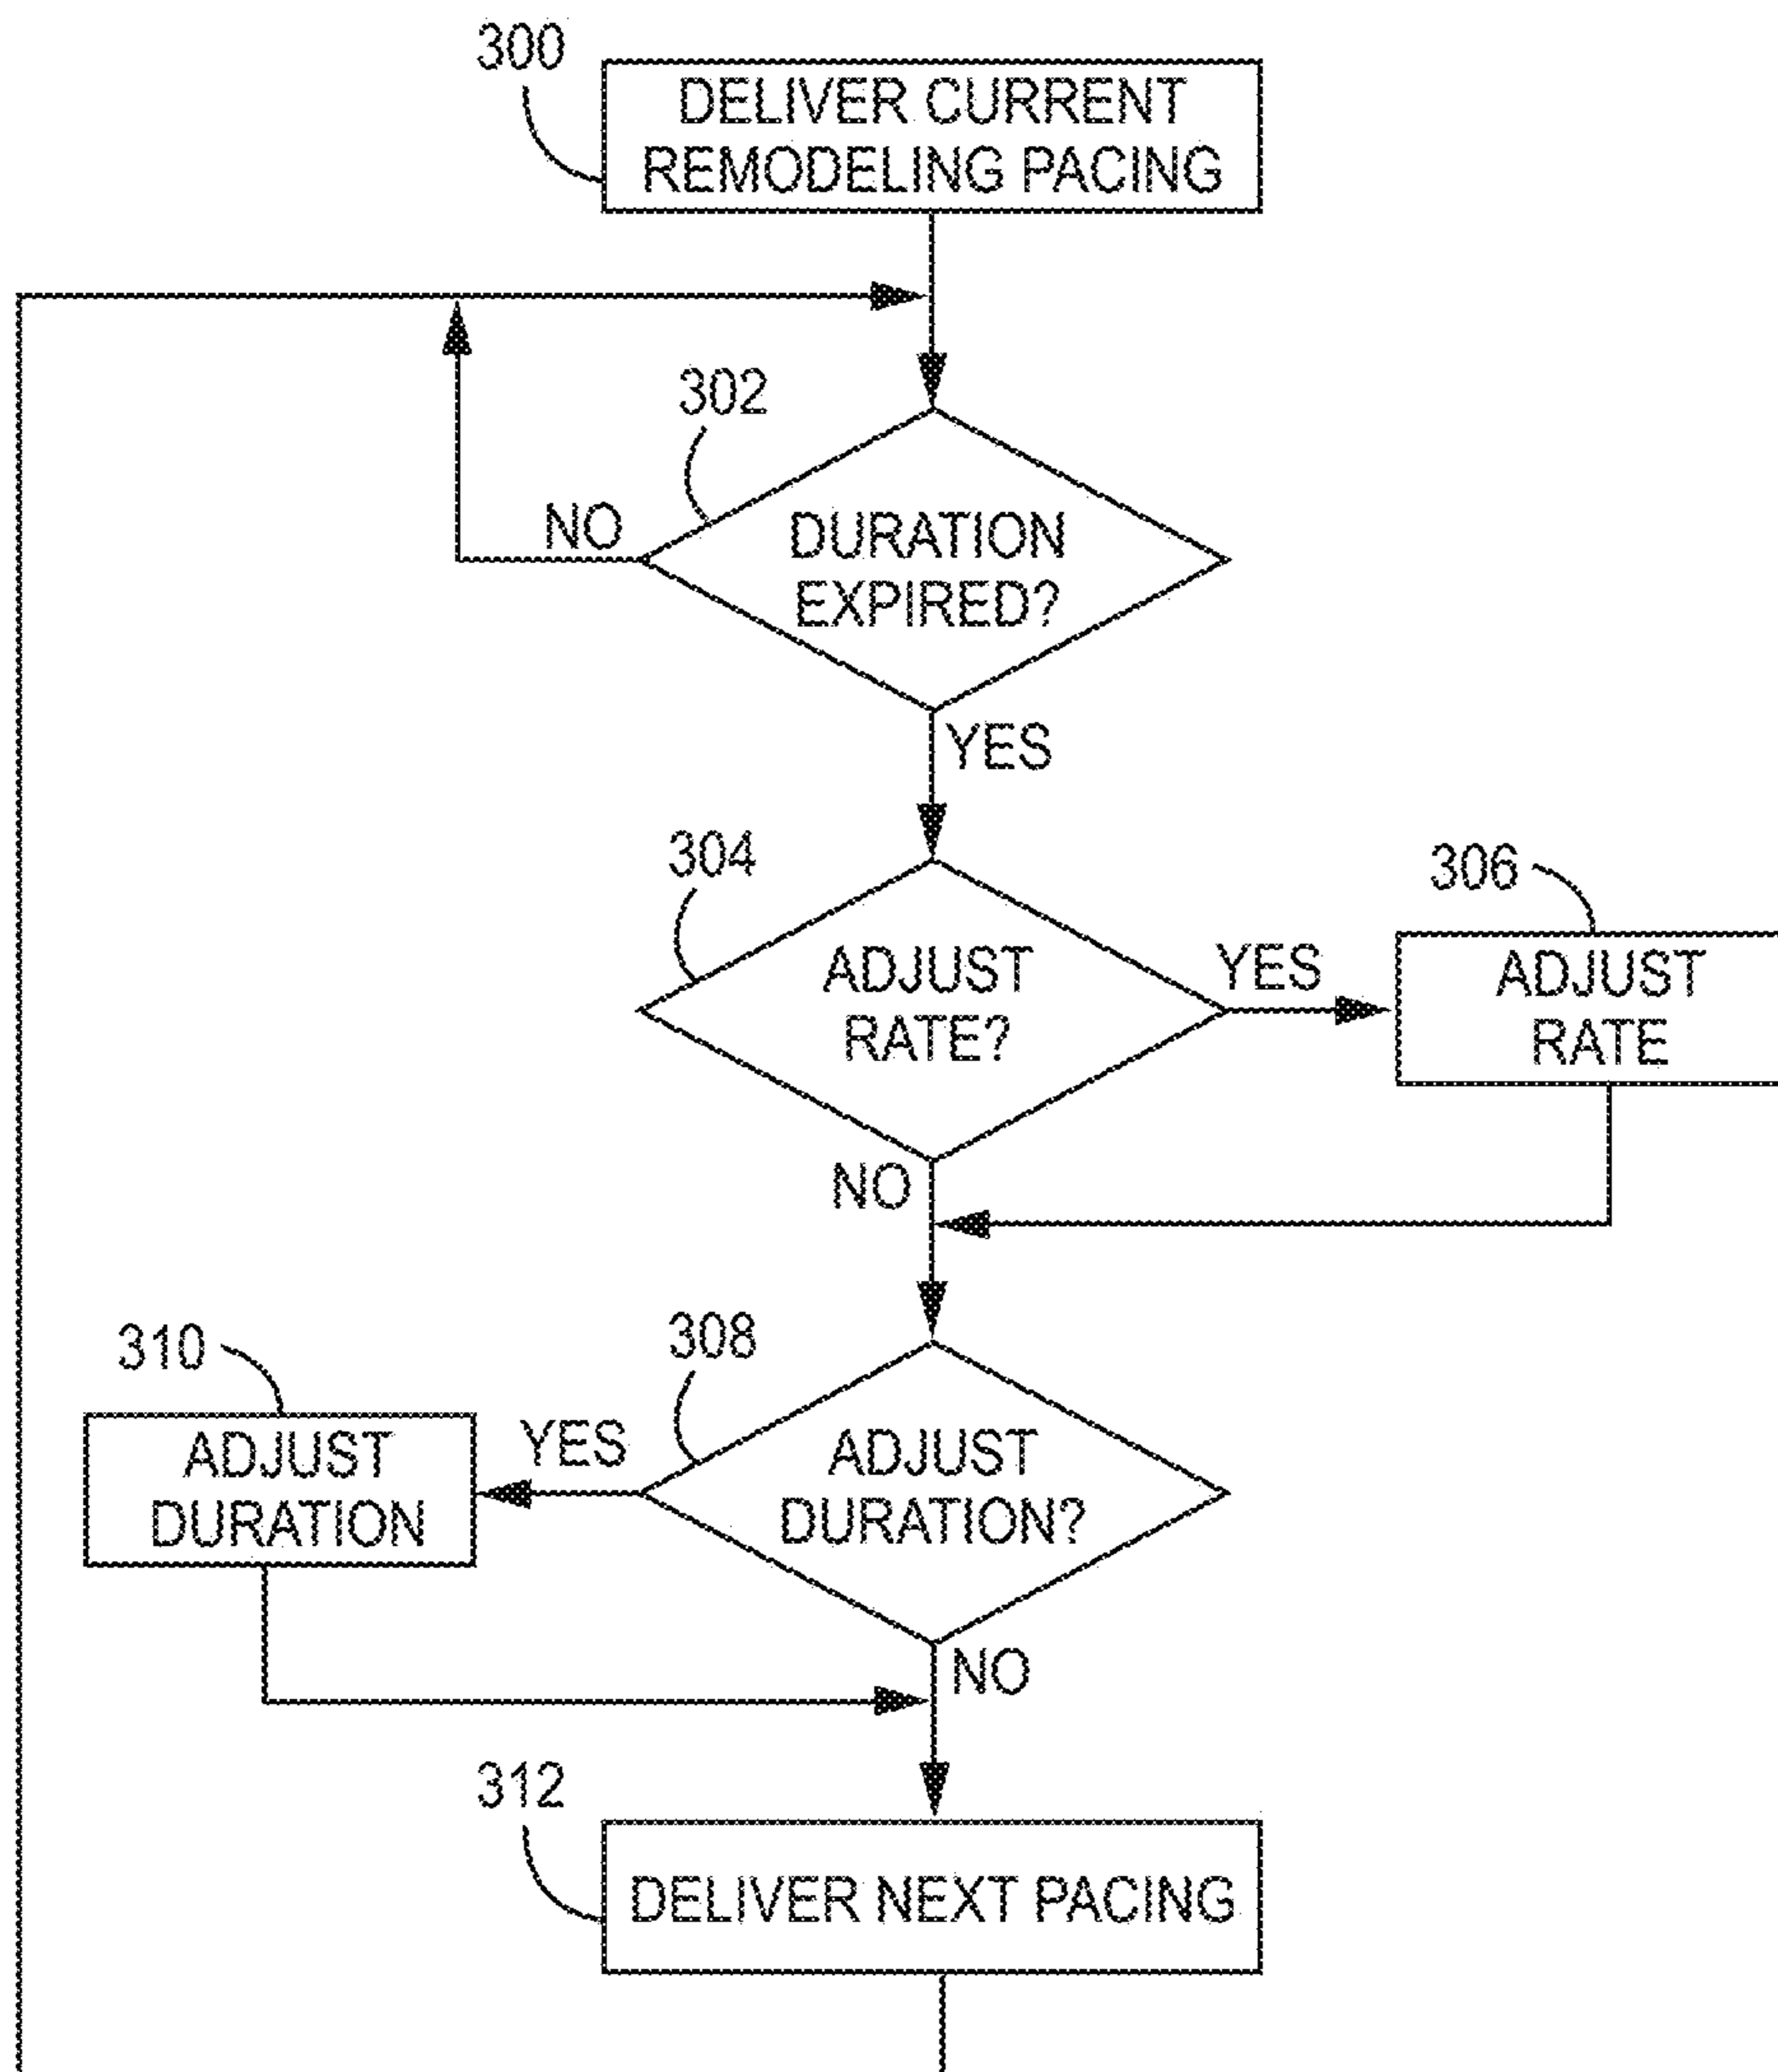 300
DELIVER CURRENT
REMODELING PACING
302
NO
DURATION
EXPIRED?
YES
304
306
ADJUST
RATE?
YES
ADJUST
RATE
NO
310
308
ADJUST
DURATION
YES
ADJUST
DURATION?
NO
312
DELIVER NEXT PACING